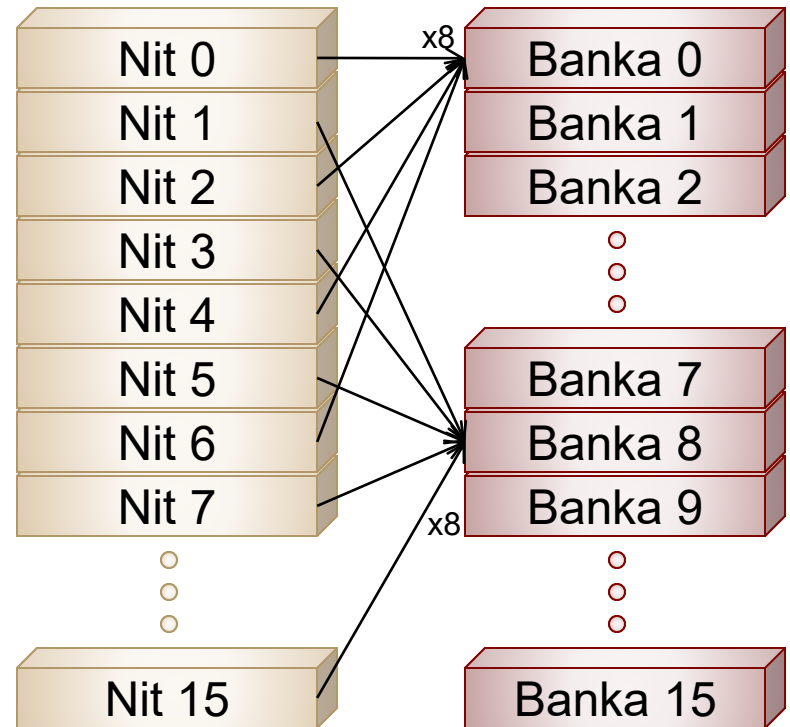 Nit 0
Nit 1
Nit 2
Nit 3
Nit 4
Nit 5
Nit 6
Nit 7
Nit 15
x8
x8
Banka 0
Banka 1
Banka 2
Banka 7
Banka 8
Banka 9
Banka 15